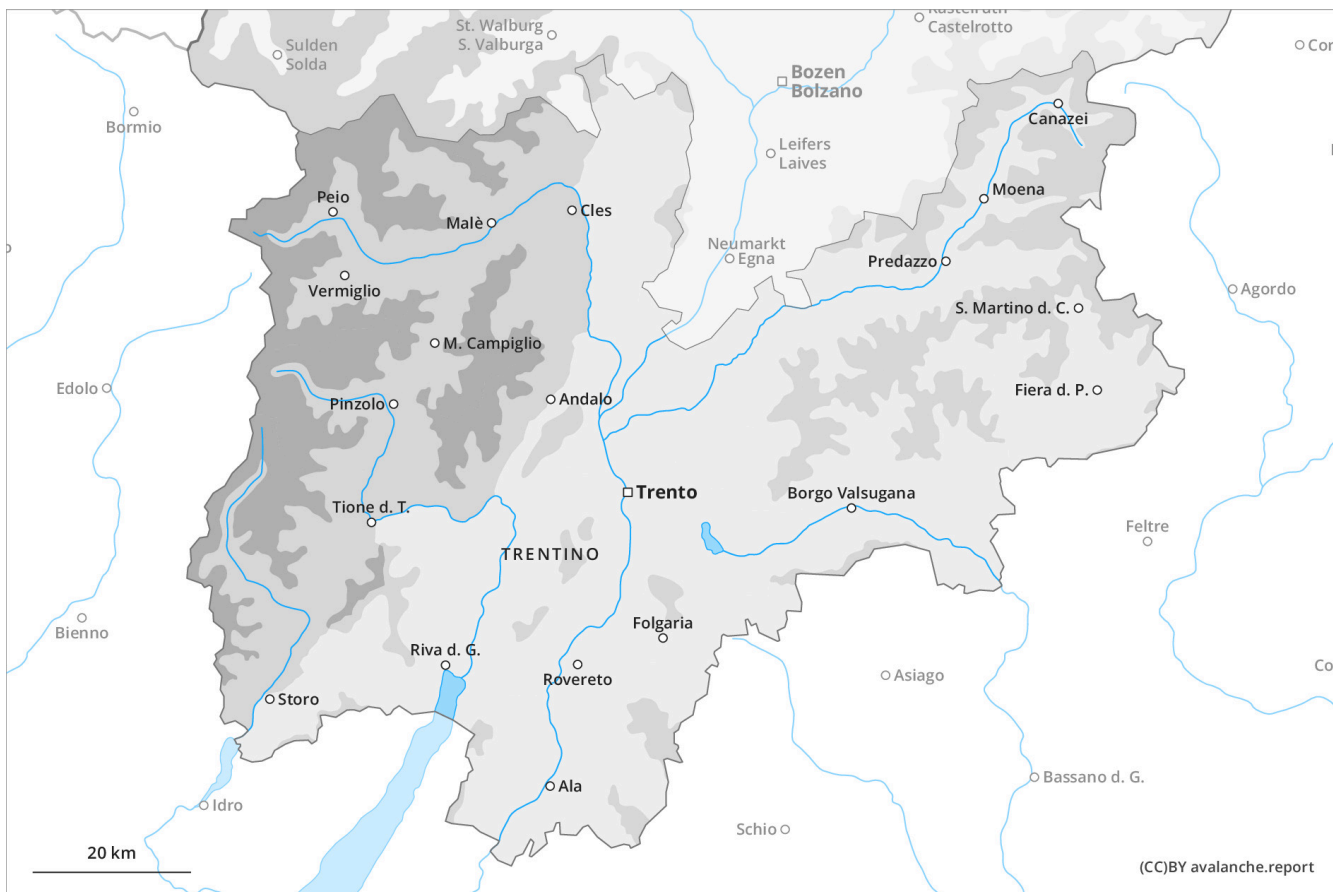 Kastelruth
Castelrotto
St. Walburg
S. Valburga
Sulden
Solda
Bozen
Bolzano
Bormio
Canazei
Leifers
Laives
Peio
Moena
Malè
Cles
Neumarkt
Egna
Predazzo
Vermiglio
Agordo
S. Martino d. C.
M. Campiglio
Edolo
Fiera d. P.
Pinzolo
Andalo
Trento
Borgo Valsugana
Tione d. T.
Feltre
TRENTINO
Bienno
Folgaria
Riva d. G.
Rovereto
Asiago
Storo
Bassano d. G.
Ala
Idro
Schio
20 km
(CC)BY avalanche.report